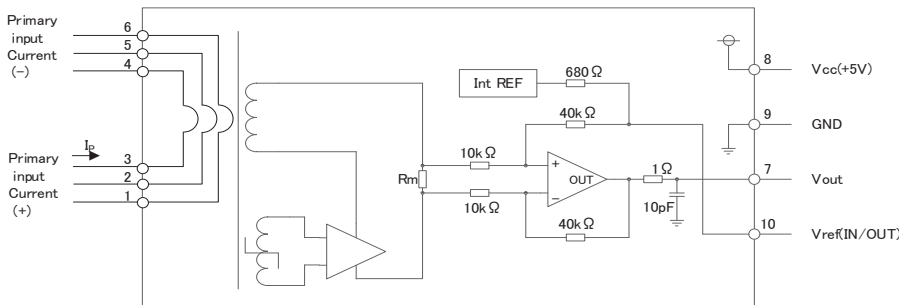 Primary
input
Current
(-)
6
5
4
I_P
Primary
input
Current
(+)
3
2
1
Int REF
680Ω
40kΩ
10kΩ
Rm
+
OUT
-
10kΩ
40kΩ
1Ω
10pF
8 Vcc(+5V)
9 GND
7 Vout
10 Vref(IN/OUT)